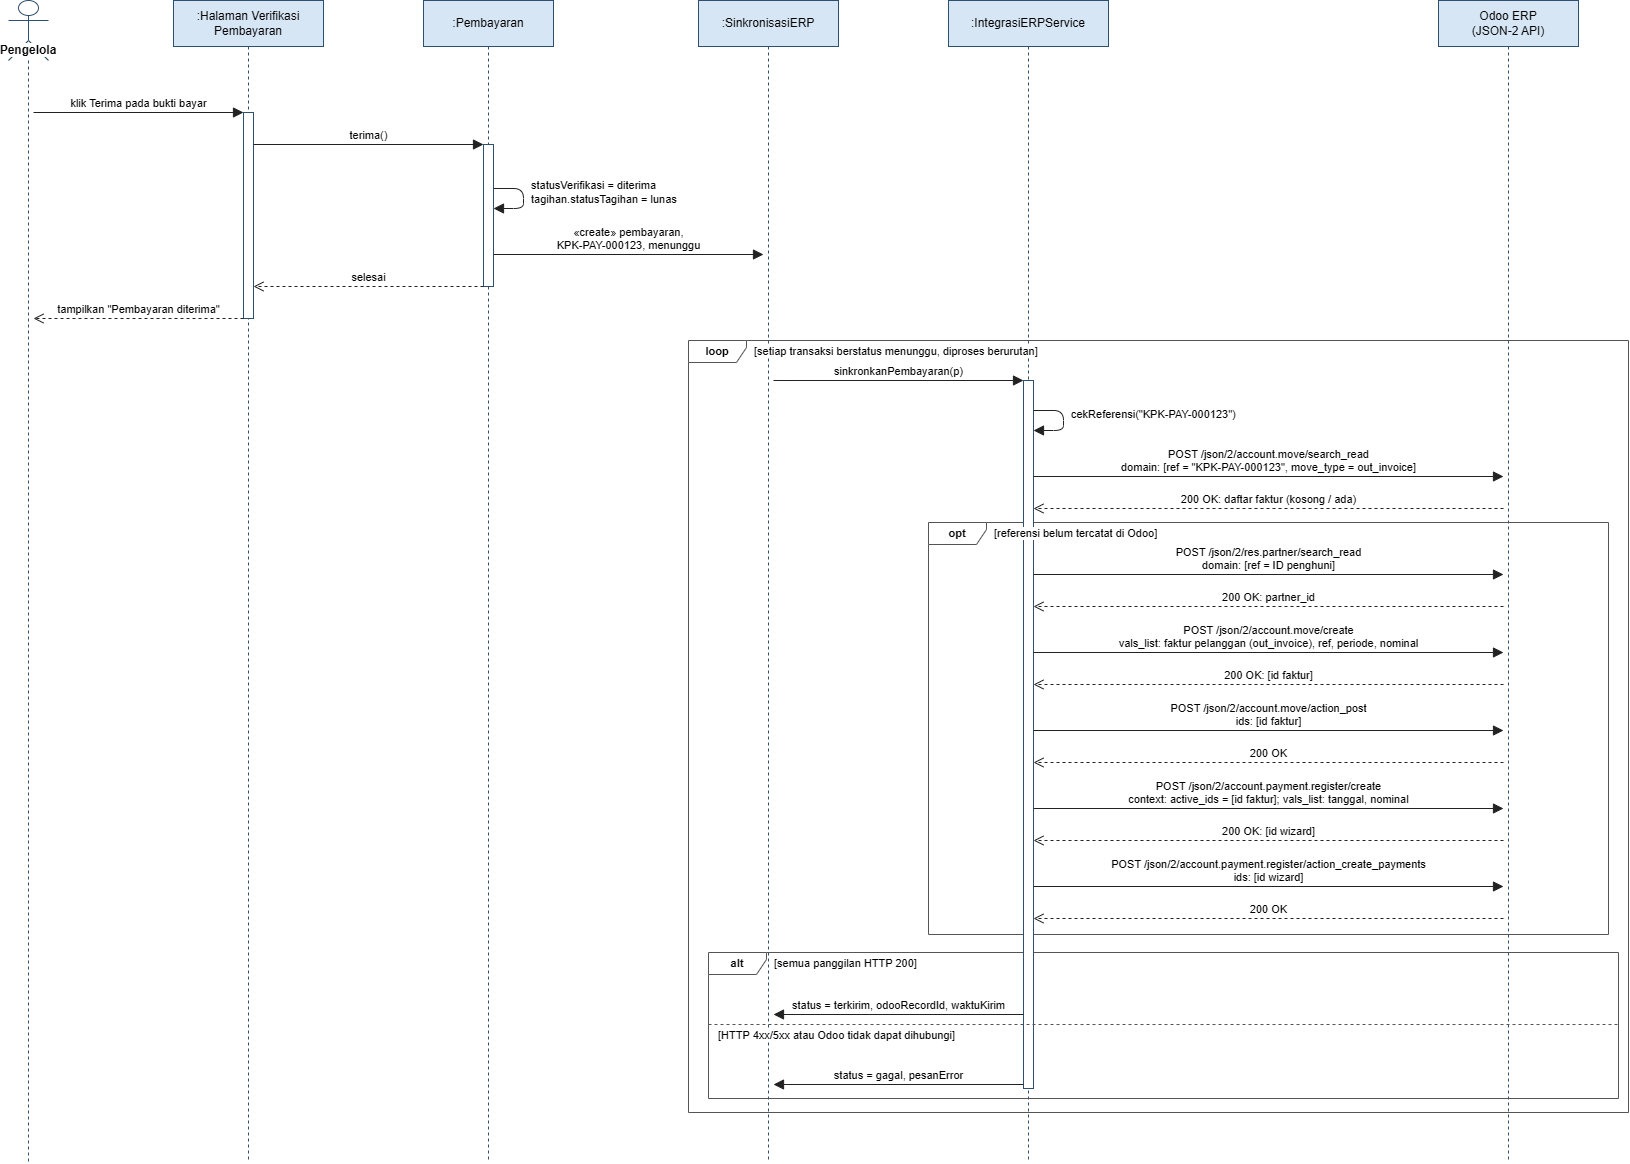 Pengelola
:Halaman Verifikasi
Pembayaran
:Pembayaran
:SinkronisasiERP
:IntegrasiERPService
Odoo ERP
(JSON-2 API)
klik Terima pada bukti bayar
terima()
statusVerifikasi = diterima
tagihan.statusTagihan = lunas
«create» pembayaran,
KPK-PAY-000123, menunggu
selesai
tampilkan "Pembayaran diterima"
loop
[setiap transaksi berstatus menunggu, diproses berurutan]
sinkronkanPembayaran(p)
cekReferensi("KPK-PAY-000123")
POST /json/2/account.move/search_read
domain: [ref = "KPK-PAY-000123", move_type = out_invoice]
200 OK: daftar faktur (kosong / ada)
opt
[referensi belum tercatat di Odoo]
POST /json/2/res.partner/search_read
domain: [ref = ID penghuni]
200 OK: partner_id
POST /json/2/account.move/create
vals_list: faktur pelanggan (out_invoice), ref, periode, nominal
200 OK: [id faktur]
POST /json/2/account.move/action_post
ids: [id faktur]
200 OK
POST /json/2/account.payment.register/create
context: active_ids = [id faktur]; vals_list: tanggal, nominal
200 OK: [id wizard]
POST /json/2/account.payment.register/action_create_payments
ids: [id wizard]
200 OK
alt
[semua panggilan HTTP 200]
status = terkirim, odooRecordId, waktuKirim
[HTTP 4xx/5xx atau Odoo tidak dapat dihubungi]
status = gagal, pesanError